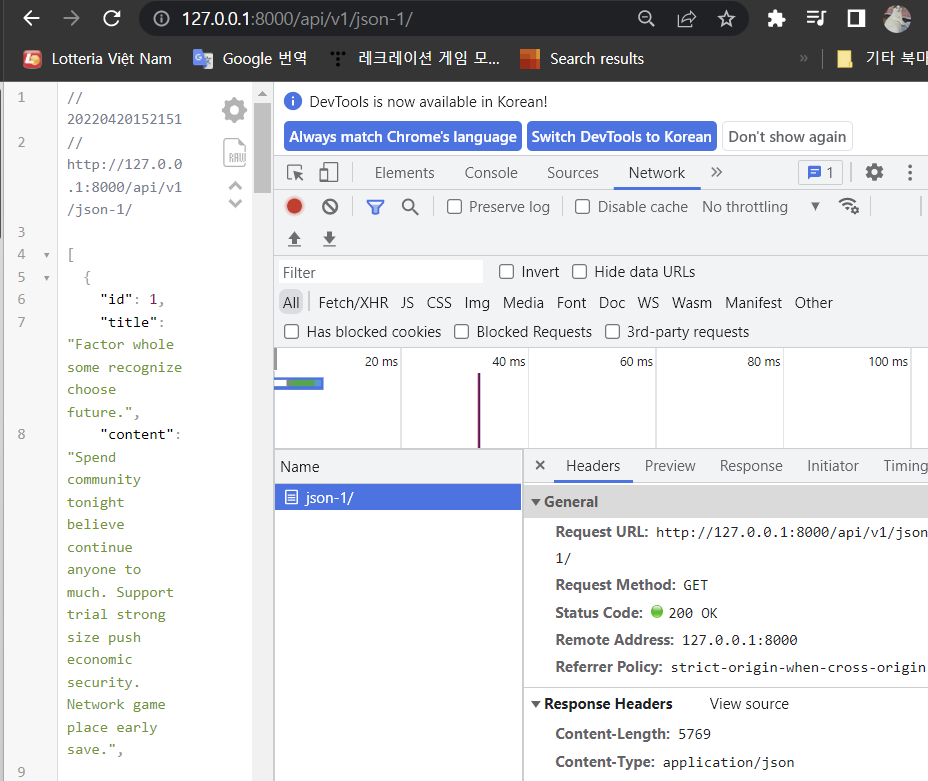 127.0.0.1:8000/api/v1/json-1/
Lotteria Việt Nam
Google 번역
레크레이션 게임 모...
Search results
»
기타 북마
1 //
20220420152151
2 //
http://127.0.0
.1:8000/api/v1
/json-1/
3
4 [
5 {
6 "id": 1,
7 "title":
"Factor whole
some recognize
choose
future.",
8 "content":
"Spend
community
tonight
believe
continue
anyone to
much. Support
trial strong
size push
economic
security.
Network game
place early
save.",
9
RAW
DevTools is now available in Korean!
Always match Chrome's language
Switch DevTools to Korean
Don't show again
Elements Console Sources Network » 1
Preserve log Disable cache No throttling
Filter Invert Hide data URLs
All Fetch/XHR JS CSS Img Media Font Doc WS Wasm Manifest Other
Has blocked cookies Blocked Requests 3rd-party requests
20 ms 40 ms 60 ms 80 ms 100 ms
Name
json-1/
× Headers Preview Response Initiator Timing
General
Request URL: http://127.0.0.1:8000/api/v1/json
1/
Request Method: GET
Status Code: 200 OK
Remote Address: 127.0.0.1:8000
Referrer Policy: strict-origin-when-cross-origin
Response Headers View source
Content-Length: 5769
Content-Type: application/json